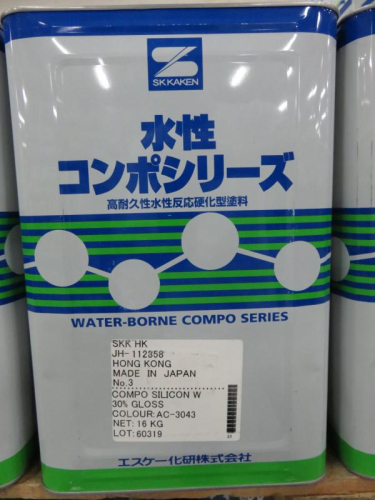 SKKAKEN
水性
コンポシリーズ
高耐久性水性反応硬化型塗料
WATER-BORNE COMPO SERIES
SKK HK
JH-112358
HONG KONG
MADE IN JAPAN
No.3
COMPO SILICON W
30% GLOSS
COLOUR:AC-3043
NET:16 KG
LOT:60319
エスケー化研株式会社